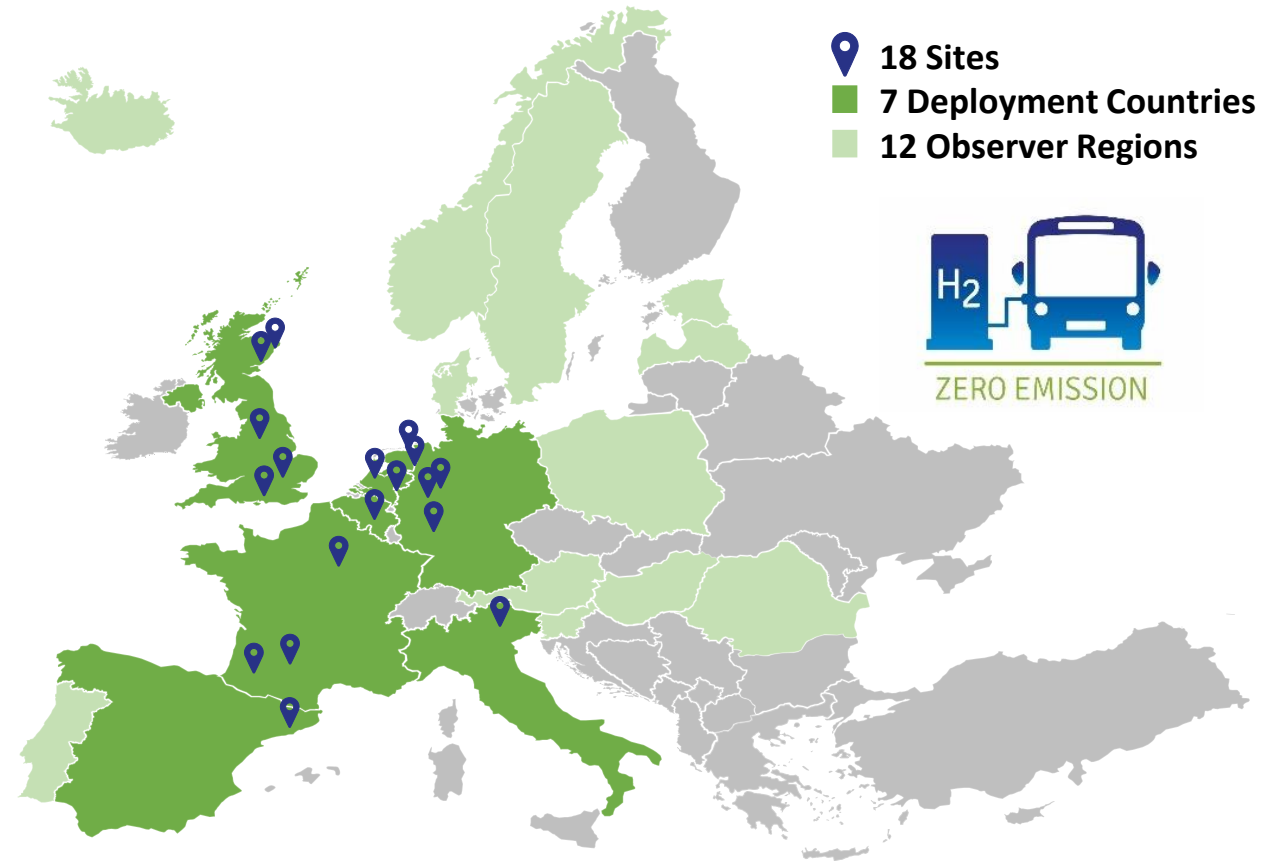 18 Sites
7 Deployment Countries
12 Observer Regions
H2
ZERO EMISSION